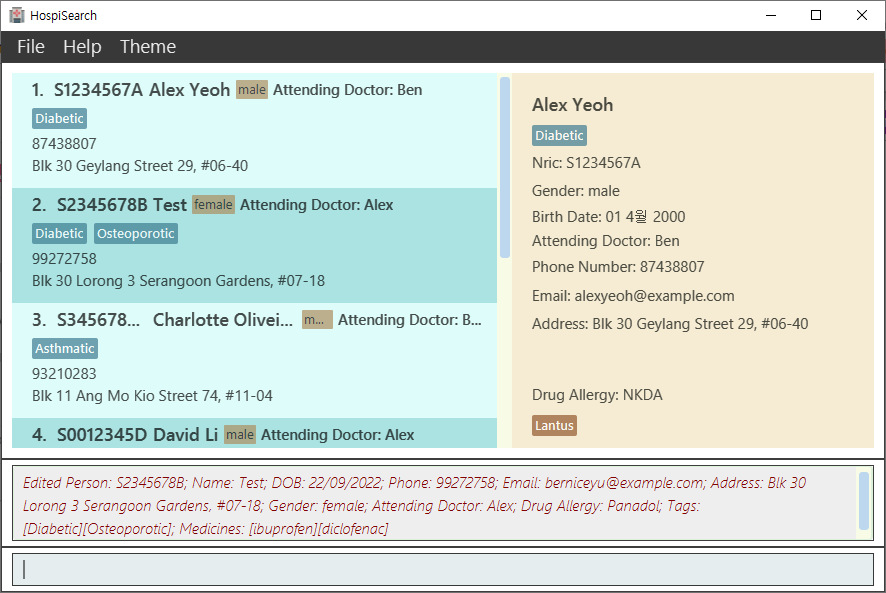 HospiSearch
File Help Theme
1. S1234567A Alex Yeoh male Attending Doctor: Ben
Diabetic
87438807
Blk 30 Geylang Street 29, #06-40
2. S2345678B Test female Attending Doctor: Alex
Diabetic Osteoporotic
99272758
Blk 30 Lorong 3 Serangoon Gardens, #07-18
3. S345678... Charlotte Olivei... m... Attending Doctor: B...
Asthmatic
93210283
Blk 11 Ang Mo Kio Street 74, #11-04
4. S0012345D David Li male Attending Doctor: Alex
Alex Yeoh
Diabetic
Nric: S1234567A
Gender: male
Birth Date: 01 4월 2000
Attending Doctor: Ben
Phone Number: 87438807
Email: alexyeoh@example.com
Address: Blk 30 Geylang Street 29, #06-40
Drug Allergy: NKDA
Lantus
Edited Person: S2345678B; Name: Test; DOB: 22/09/2022; Phone: 99272758; Email: berniceyu@example.com; Address: Blk 30
Lorong 3 Serangoon Gardens, #07-18; Gender: female; Attending Doctor: Alex; Drug Allergy: Panadol; Tags:
[Diabetic][Osteoporotic]; Medicines: [ibuprofen][diclofenac]